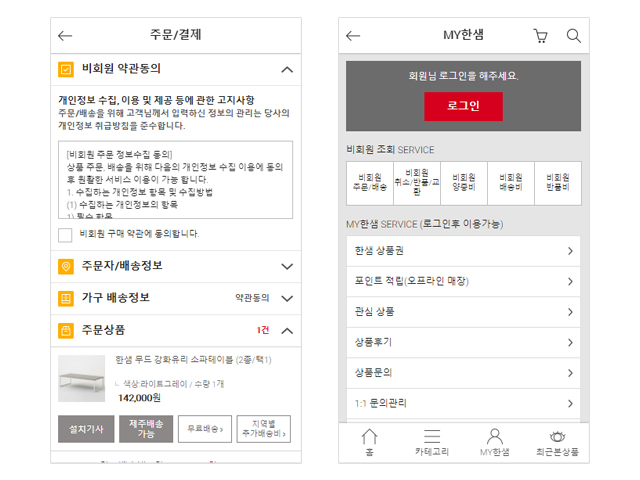 주문/결제
비회원 약관동의
개인정보 수집, 이용 및 제공 등에 관한 고지사항
주문/배송을 위해 고객님께서 입력하신 정보의 관리는 당사의
개인정보 취급방침을 준수합니다.
[비회원 주문 정보수집 동의]
상품 주문, 배송을 위해 다음의 개인정보 수집 이용에 동의
후 원활한 서비스 이용이 가능 합니다.
1. 수집하는 개인정보 항목 및 수집방법
(1) 수집하는 개인정보의 항목
1) 필수 항목
비회원 구매 약관에 동의합니다.
주문자/배송정보
가구 배송정보 약관동의
주문상품 1건
한샘 무드 강화유리 소파테이블 (2종/택1)
색상:라이트그레이 / 수량 1개
142,000원
설치기사
제주배송
가능
무료배송
지역별
추가배송비
MY한샘
회원님 로그인을 해주세요.
로그인
비회원 조회 SERVICE
비회원
주문/배송
비회원
취소/반품/교
환
비회원
양중비
비회원
배송비
비회원
반품비
MY한샘 SERVICE (로그인후 이용가능)
한샘 상품권
포인트 적립(오프라인 매장)
관심 상품
상품후기
상품문의
1:1 문의관리
홈
카테고리
MY한샘
최근본상품